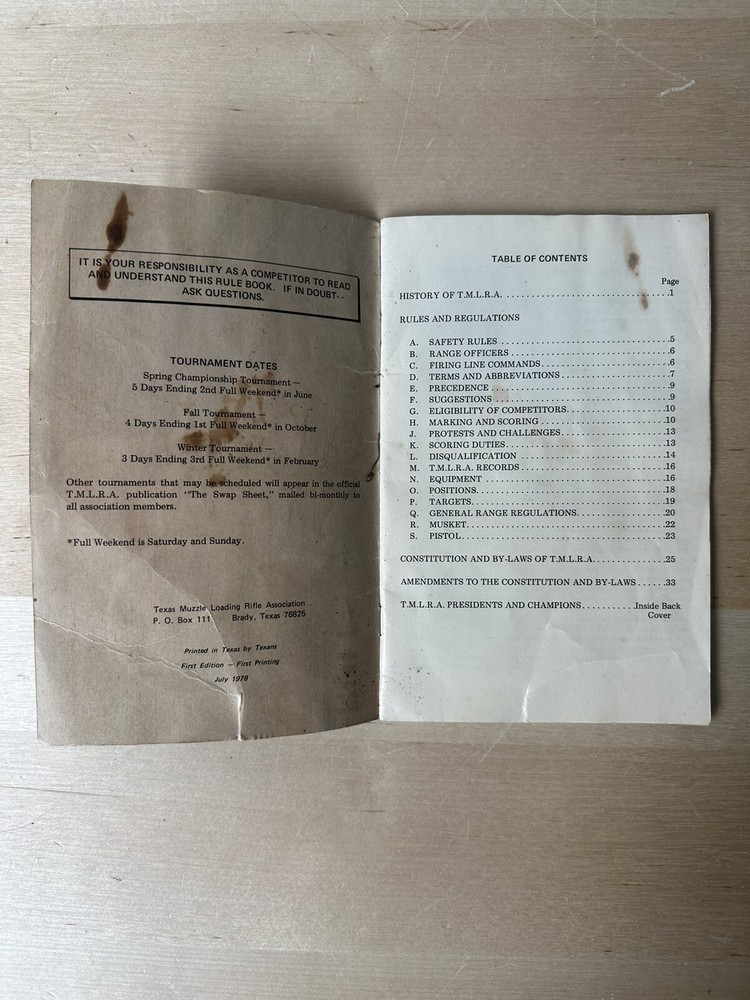 IT IS YOUR RESPONSIBILITY AS A COMPETITOR TO READ
AND UNDERSTAND THIS RULE BOOK. IF IN DOUBT--
ASK QUESTIONS.
TOURNAMENT DATES
Spring Championship Tournament —
5 Days Ending 2nd Full Weekend* in June
Fall Tournament —
4 Days Ending 1st Full Weekend* in October
Winter Tournament —
3 Days Ending 3rd Full Weekend* in February
Other tournaments that may be scheduled will appear in the official
T.M.L.R.A. publication "The Swap Sheet," mailed bi-monthly to
all association members.
*Full Weekend is Saturday and Sunday.
Texas Muzzle Loading Rifle Association
P. O. Box 111 Brady, Texas 76825
Printed in Texas by Texans
First Edition — First Printing
July 1978
TABLE OF CONTENTS
Page
HISTORY OF T.M.L.R.A. . . . . . . . . . . . . . . . . . . . . . . . . . . . . . .1
RULES AND REGULATIONS
A. SAFETY RULES . . . . . . . . . . . . . . . . . . . . . . . . . . . . . .5
B. RANGE OFFICERS . . . . . . . . . . . . . . . . . . . . . . . . . . . .6
C. FIRING LINE COMMANDS . . . . . . . . . . . . . . . . . . . . . . .6
D. TERMS AND ABBREVIATIONS . . . . . . . . . . . . . . . . . . .7
E. PRECEDENCE . . . . . . . . . . . . . . . . . . . . . . . . . . . . . . .9
F. SUGGESTIONS . . . . . . . . . . . . . . . . . . . . . . . . . . . . . . .9
G. ELIGIBILITY OF COMPETITORS. . . . . . . . . . . . . . . . . .10
H. MARKING AND SCORING . . . . . . . . . . . . . . . . . . . . . .10
J. PROTESTS AND CHALLENGES. . . . . . . . . . . . . . . . . . .13
K. SCORING DUTIES. . . . . . . . . . . . . . . . . . . . . . . . . . . .13
L. DISQUALIFICATION . . . . . . . . . . . . . . . . . . . . . . . . . .14
M. T.M.L.R.A. RECORDS . . . . . . . . . . . . . . . . . . . . . . . . .16
N. EQUIPMENT . . . . . . . . . . . . . . . . . . . . . . . . . . . . . . .16
O. POSITIONS. . . . . . . . . . . . . . . . . . . . . . . . . . . . . . . . .18
P. TARGETS. . . . . . . . . . . . . . . . . . . . . . . . . . . . . . . . . .19
Q. GENERAL RANGE REGULATIONS. . . . . . . . . . . . . . . .20
R. MUSKET. . . . . . . . . . . . . . . . . . . . . . . . . . . . . . . . . . .22
S. PISTOL. . . . . . . . . . . . . . . . . . . . . . . . . . . . . . . . . . . .23
CONSTITUTION AND BY-LAWS OF T.M.L.R.A. . . . . . . . . . . . . .25
AMENDMENTS TO THE CONSTITUTION AND BY-LAWS . . . . . .33
T.M.L.R.A. PRESIDENTS AND CHAMPIONS. . . . . . . . . . .Inside Back
Cover